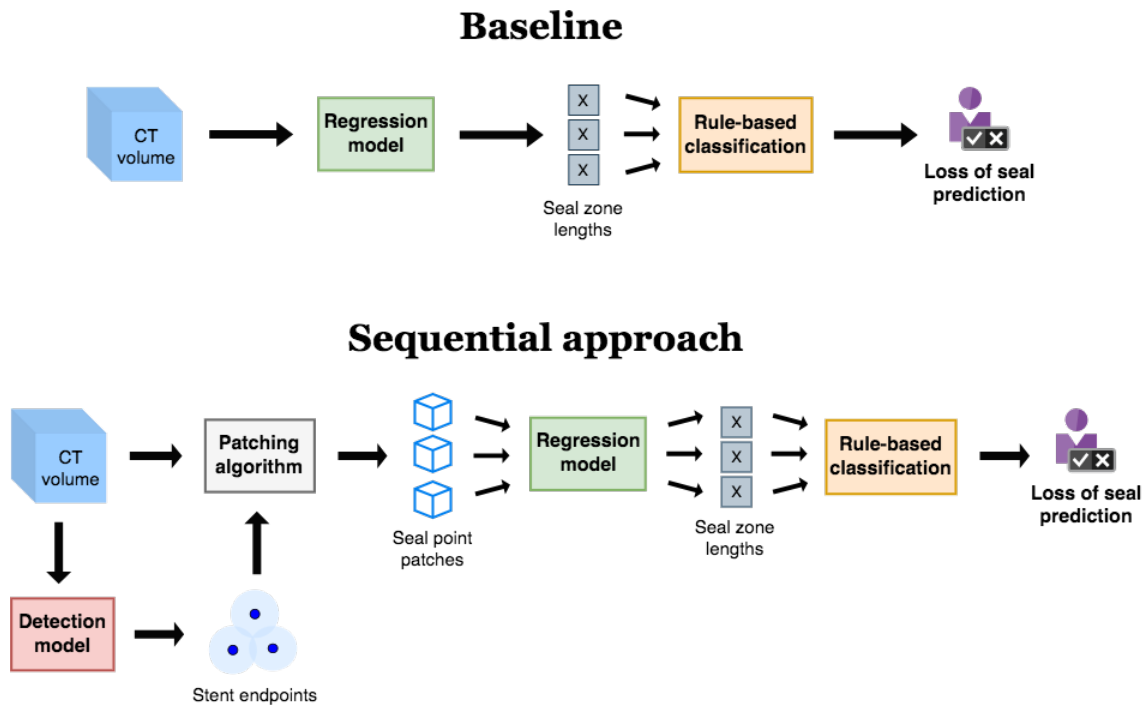 Baseline
CT
volume
Regression
model
X
X
X
Seal zone
lengths
Rule-based
classification
Loss of seal
prediction
Sequential approach
CT
volume
Patching
algorithm
Seal point
patches
Regression
model
X
X
X
Seal zone
lengths
Rule-based
classification
Loss of seal
prediction
Detection
model
Stent endpoints